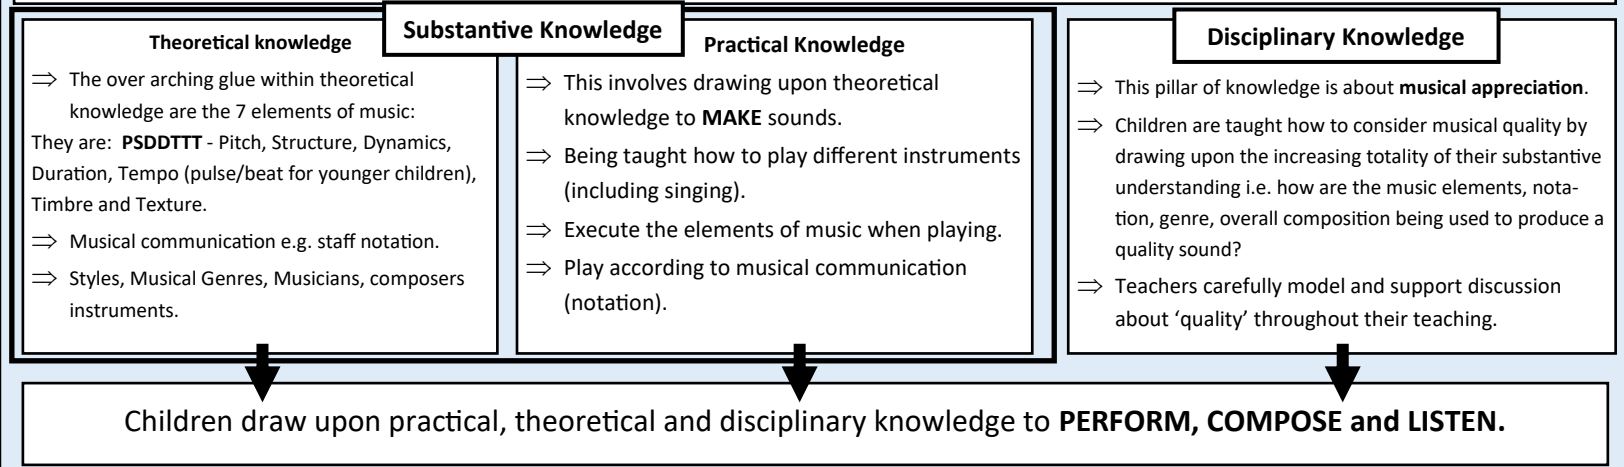 Substantive Knowledge
Theoretical knowledge
⇒ The over arching glue within theoretical
knowledge are the 7 elements of music:
They are: PSDDTTT - Pitch, Structure, Dynamics,
Duration, Tempo (pulse/beat for younger children),
Timbre and Texture.
⇒ Musical communication e.g. staff notation.
⇒ Styles, Musical Genres, Musicians, composers
instruments.
Practical Knowledge
⇒ This involves drawing upon theoretical
knowledge to MAKE sounds.
⇒ Being taught how to play different instruments
(including singing).
⇒ Execute the elements of music when playing.
⇒ Play according to musical communication
(notation).
Disciplinary Knowledge
⇒ This pillar of knowledge is about musical appreciation.
⇒ Children are taught how to consider musical quality by
drawing upon the increasing totality of their substantive
understanding i.e. how are the music elements, nota-
tion, genre, overall composition being used to produce a
quality sound?
⇒ Teachers carefully model and support discussion
about ‘quality’ throughout their teaching.
Children draw upon practical, theoretical and disciplinary knowledge to PERFORM, COMPOSE and LISTEN.